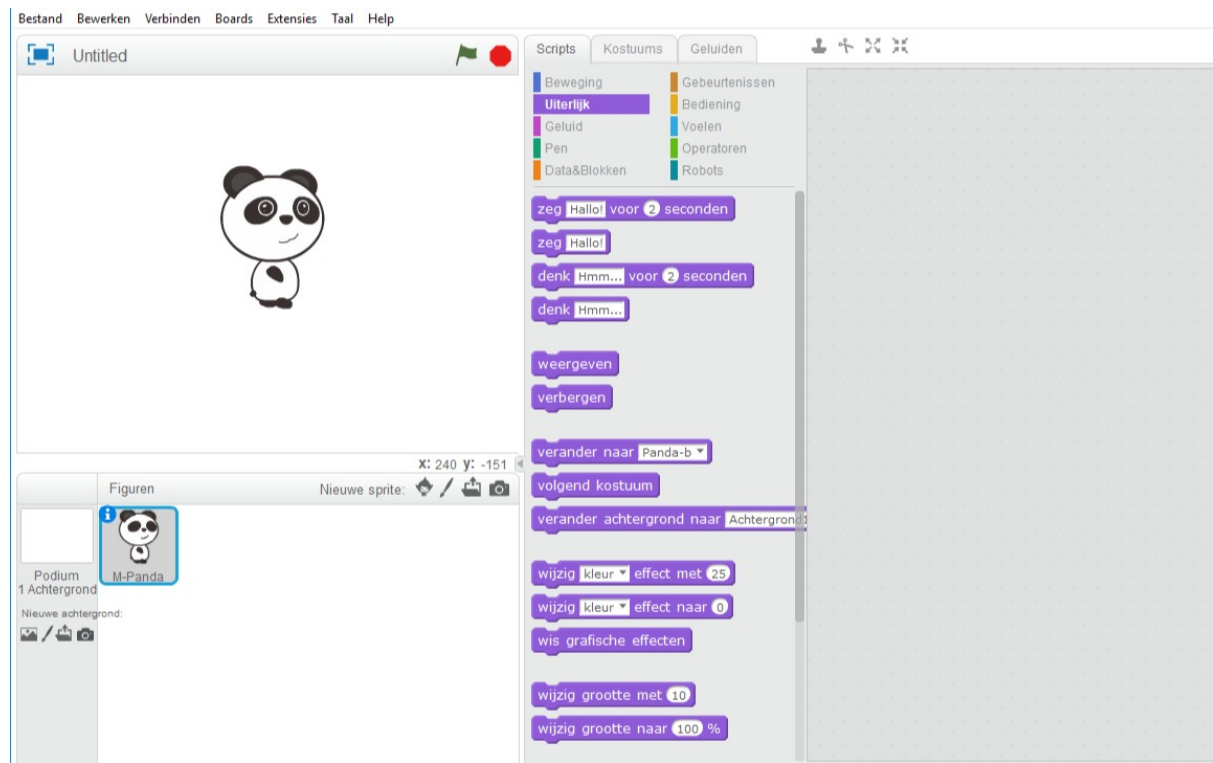 Bestand Bewerken Verbinden Boards Extensies Taal Help
Untitled
x: 240 y: -151
Figuren Nieuwe sprite:
M-Panda
Podium
1 Achtergrond
Nieuwe achtergrond:
Scripts Kostuums Geluiden
Beweging Gebeurtenissen
Uiterlijk Bediening
Geluid Voelen
Pen Operatoren
Data&Blokken Robots
zeg Hallo! voor 2 seconden
zeg Hallo!
denk Hmm... voor 2 seconden
denk Hmm...
weergeven
verbergen
verander naar Panda-b
volgend kostuum
verander achtergrond naar Achtergrond1
wijzig kleur effect met 25
wijzig kleur effect naar 0
wis grafische effecten
wijzig grootte met 10
wijzig grootte naar 100 %